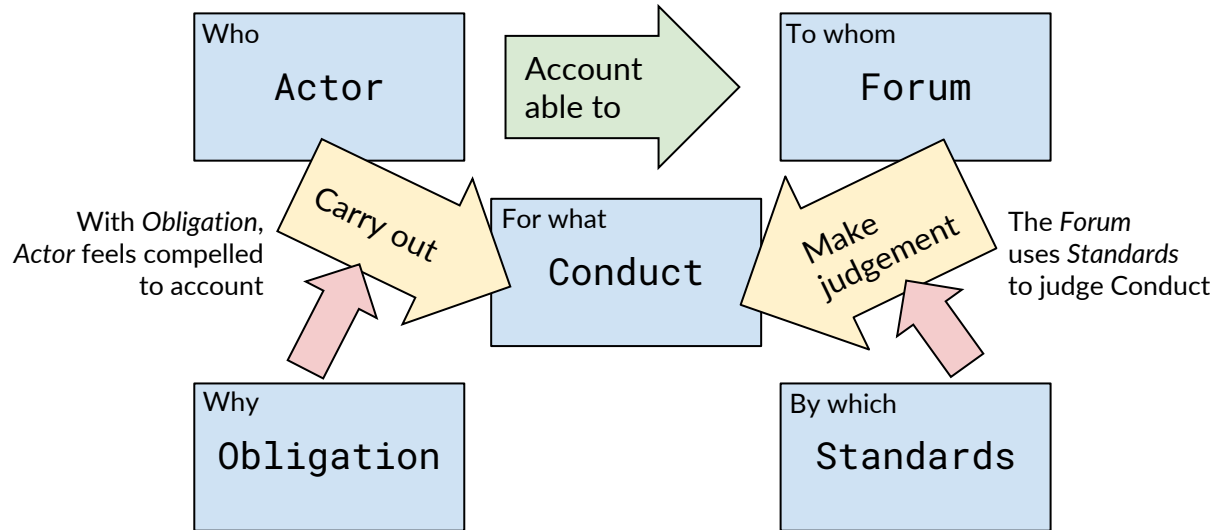 Who
Actor
Account
able to
To whom
Forum
Carry out
With Obligation,
Actor feels compelled
to account
For what
Conduct
Make
judgement
The Forum
uses Standards
to judge Conduct
Why
Obligation
By which
Standards